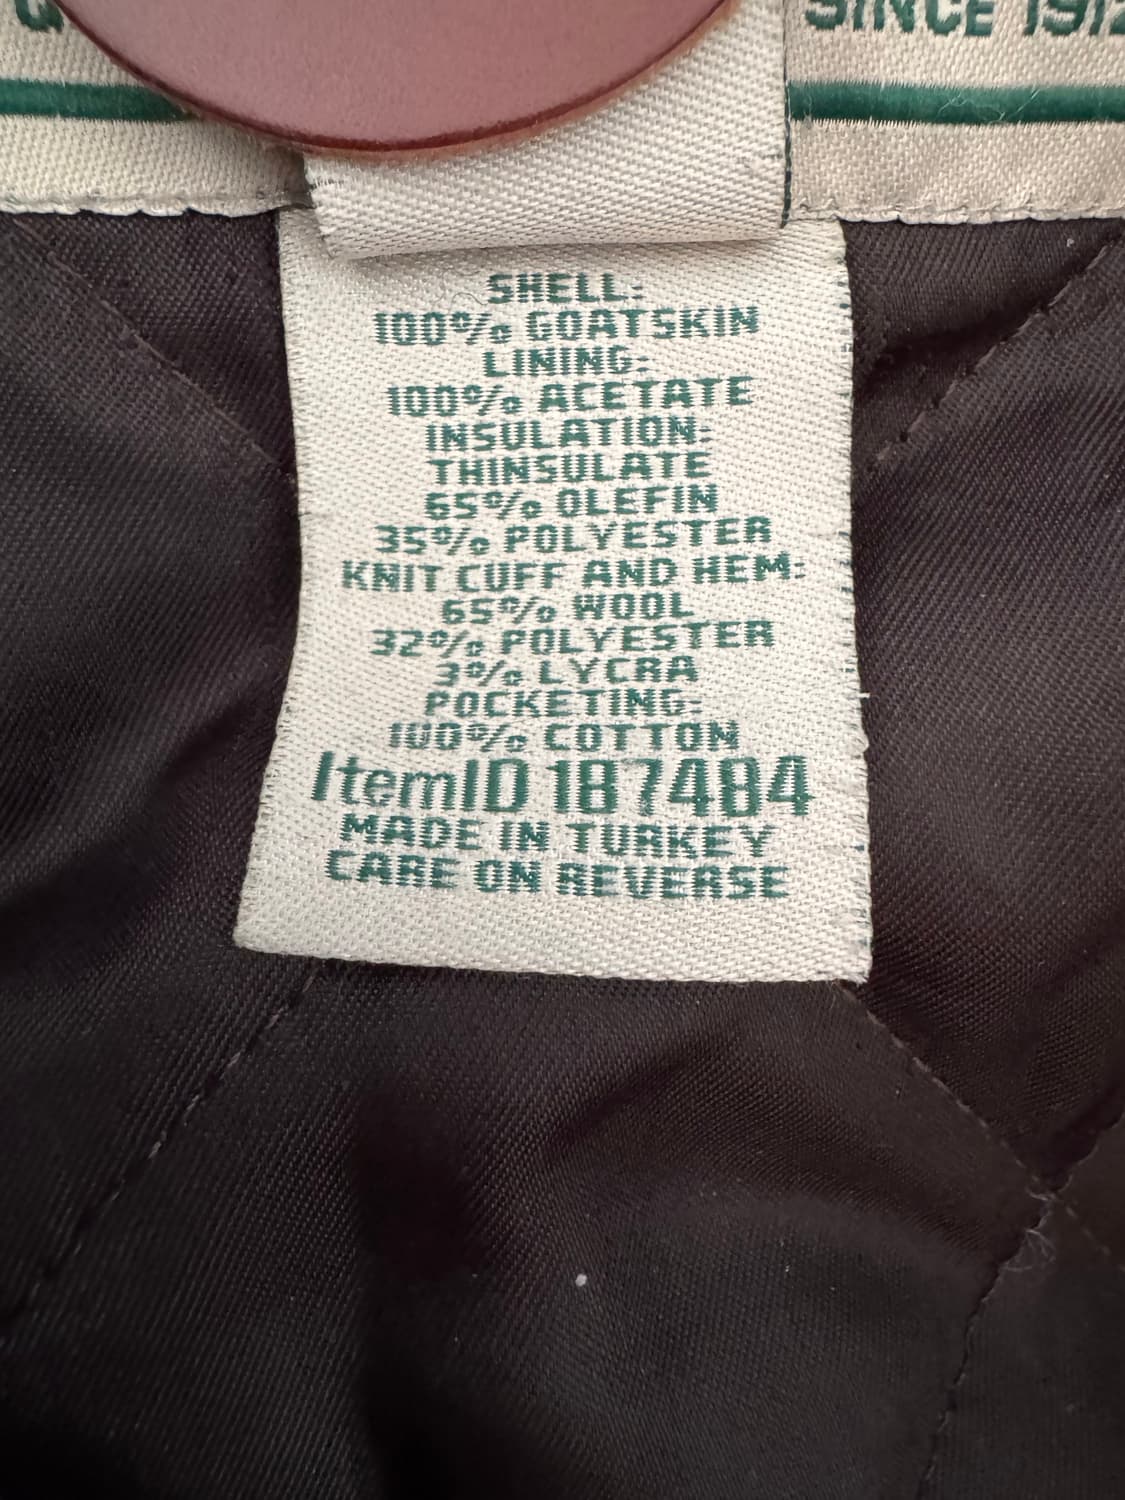 SINCE 1912
SHELL:
100% GOATSKIN
LINING:
100% ACETATE
INSULATION:
THINSULATE
65% OLEFIN
35% POLYESTER
KNIT CUFF AND HEM:
65% WOOL
32% POLYESTER
3% LYCRA
POCKETING:
100% COTTON
ItemID 187484
MADE IN TURKEY
CARE ON REVERSE